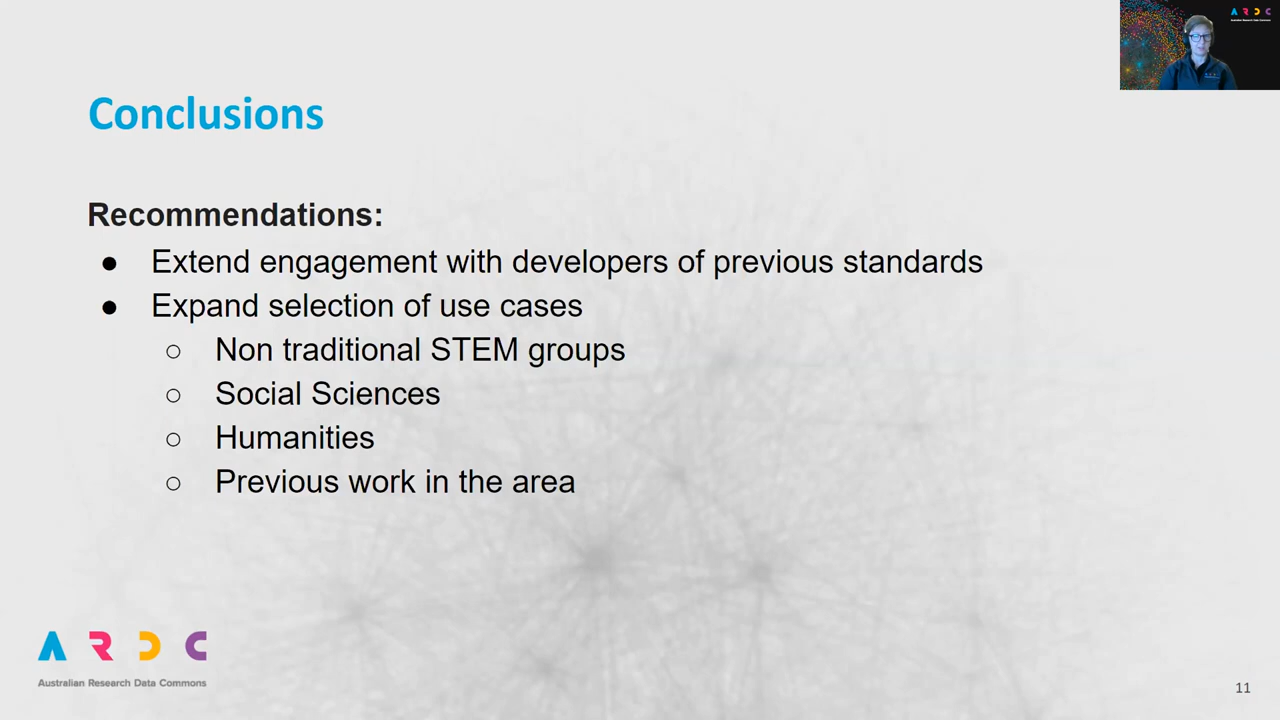 A R D C
Conclusions
Recommendations:
● Extend engagement with developers of previous standards
● Expand selection of use cases
○ Non traditional STEM groups
○ Social Sciences
○ Humanities
○ Previous work in the area
A R D C
Australian Research Data Commons
11